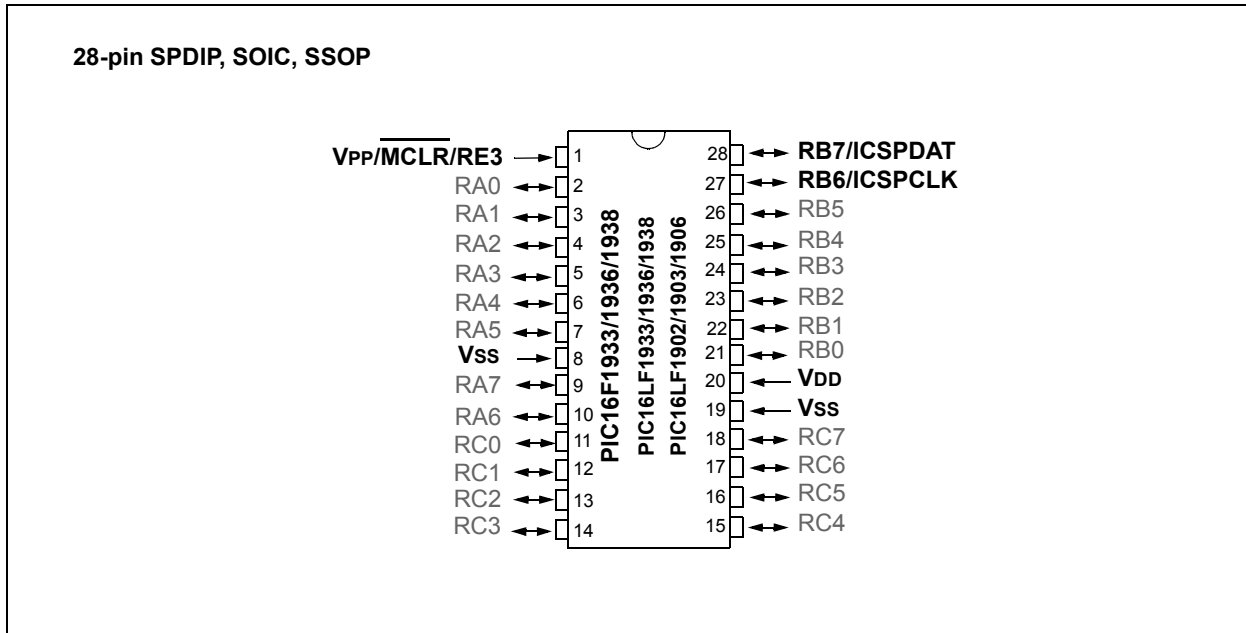 28-pin SPDIP, SOIC, SSOP
VPP/MCLR/RE3 1
RA0 2
RA1 3
RA2 4
RA3 5
RA4 6
RA5 7
VSS 8
RA7 9
RA6 10
RC0 11
RC1 12
RC2 13
RC3 14
PIC16F1933/1936/1938
PIC16LF1933/1936/1938
PIC16LF1902/1903/1906
28 RB7/ICSPDAT
27 RB6/ICSPCLK
26 RB5
25 RB4
24 RB3
23 RB2
22 RB1
21 RB0
20 VDD
19 VSS
18 RC7
17 RC6
16 RC5
15 RC4